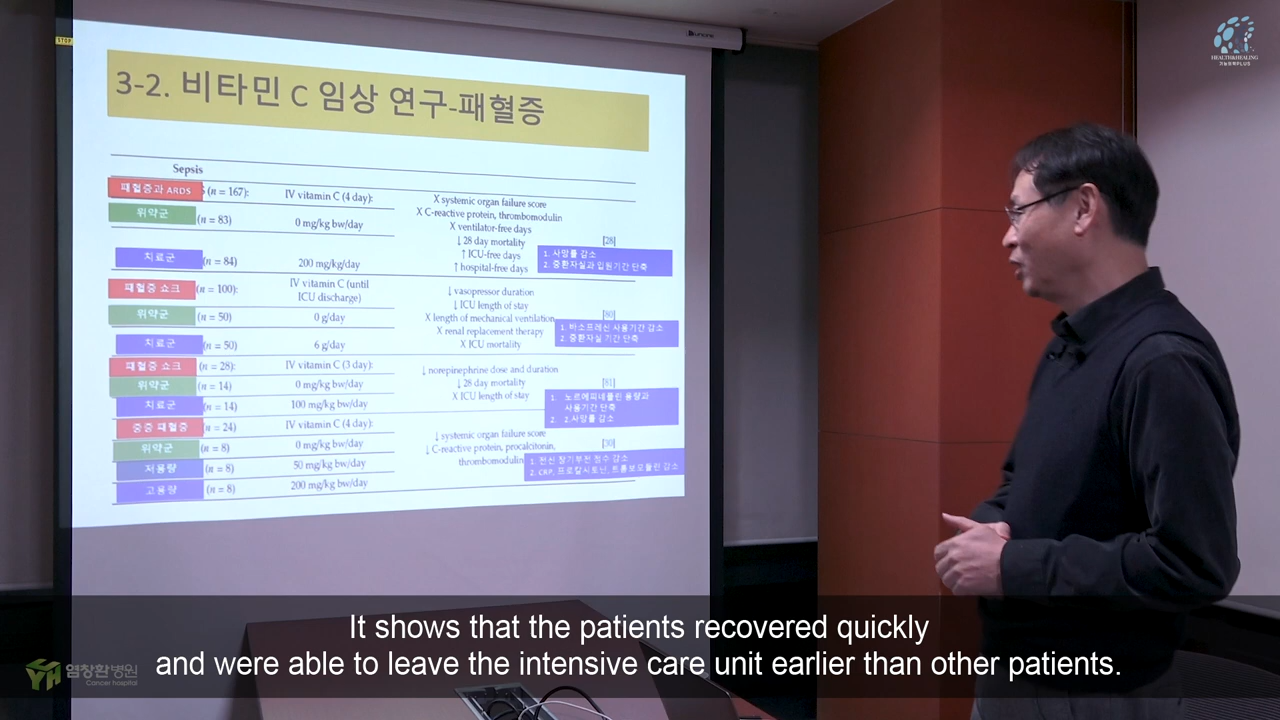 STOP
HEALTH&HEALING
기능의학PLUS
3-2. 비타민 C 임상 연구-패혈증
Sepsis
패혈증과 ARDS (n = 167): IV vitamin C (4 day): X systemic organ failure score
위약군 (n = 83) 0 mg/kg bw/day X C-reactive protein, thrombomodulin
X ventilator-free days
↓ 28 day mortality [28]
치료군 (n = 84) 200 mg/kg/day ↑ ICU-free days
↑ hospital-free days
1. 사망률 감소
2. 중환자실과 입원기간 단축
패혈증 쇼크 (n = 100): IV vitamin C (until ICU discharge) ↓ vasopressor duration
↓ ICU length of stay
위약군 (n = 50) 0 g/day X length of mechanical ventilation [80]
X renal replacement therapy
치료군 (n = 50) 6 g/day X ICU mortality
1. 바소프레신 사용기간 감소
2. 중환자실 기간 단축
패혈증 쇼크 (n = 28): IV vitamin C (3 day): ↓ norepinephrine dose and duration
위약군 (n = 14) 0 mg/kg bw/day ↓ 28 day mortality [81]
치료군 (n = 14) 100 mg/kg bw/day X ICU length of stay
1. 노르에피네플린 용량과
사용기간 단축
2. 2.사망률 감소
중증 패혈증 (n = 24) IV vitamin C (4 day): ↓ systemic organ failure score
위약군 (n = 8) 0 mg/kg bw/day ↓ C-reactive protein, procalcitonin, [30]
저용량 (n = 8) 50 mg/kg bw/day thrombomodulin
고용량 (n = 8) 200 mg/kg bw/day
1. 전신 장기부전 점수 감소
2. CRP, 프로칼시토닌, 트롬보모듈린 감소
It shows that the patients recovered quickly
and were able to leave the intensive care unit earlier than other patients.
YH 염창환병원
Cancer hospital